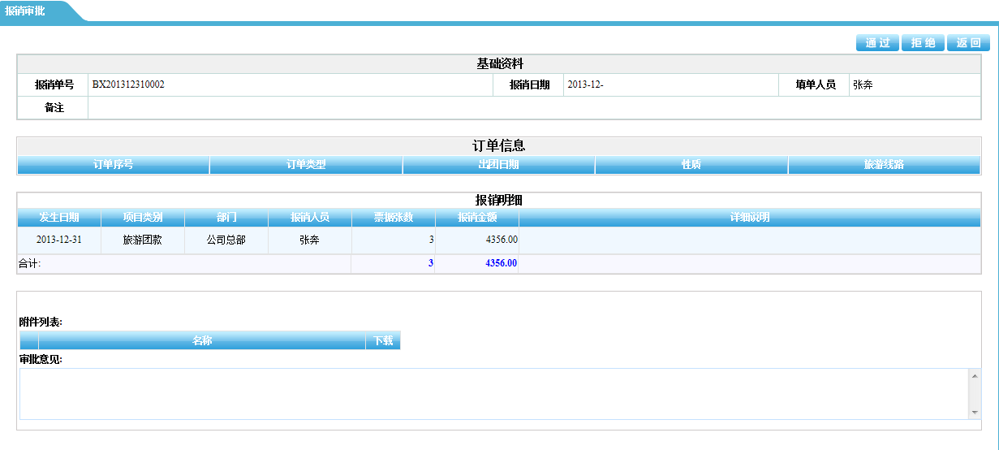 报销审批
通 过 拒 绝 返 回
基础资料
报销单号 BX201312310002 报销日期 2013-12- 填单人员 张奔
备注
订单信息
订单序号 订单类型 出团日期 性质 旅游线路
报销明细
发生日期 项目类别 部门 报销人员 票据张数 报销金额 详细说明
2013-12-31 旅游团款 公司总部 张奔 3 4356.00
合计: 3 4356.00
附件列表:
名称 下载
审批意见: